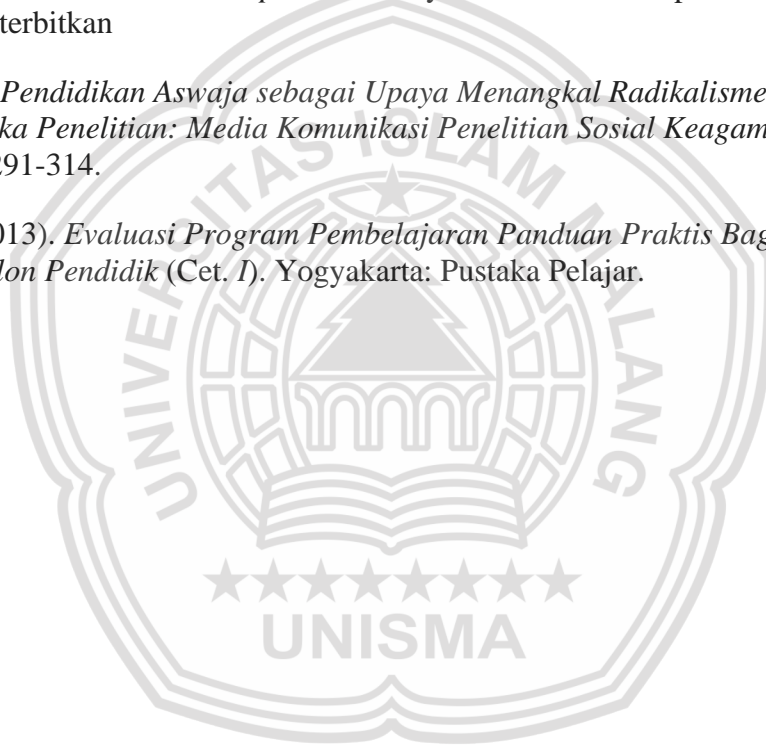 terbitkan
Pendidikan Aswaja sebagai Upaya Menangkal Radikalisme
ka Penelitian: Media Komunikasi Penelitian Sosial Keagam
291-314.
013). Evaluasi Program Pembelajaran Panduan Praktis Bag
lon Pendidik (Cet. I). Yogyakarta: Pustaka Pelajar.
UNIVERSITAS ISLAM MALANG
UNISMA